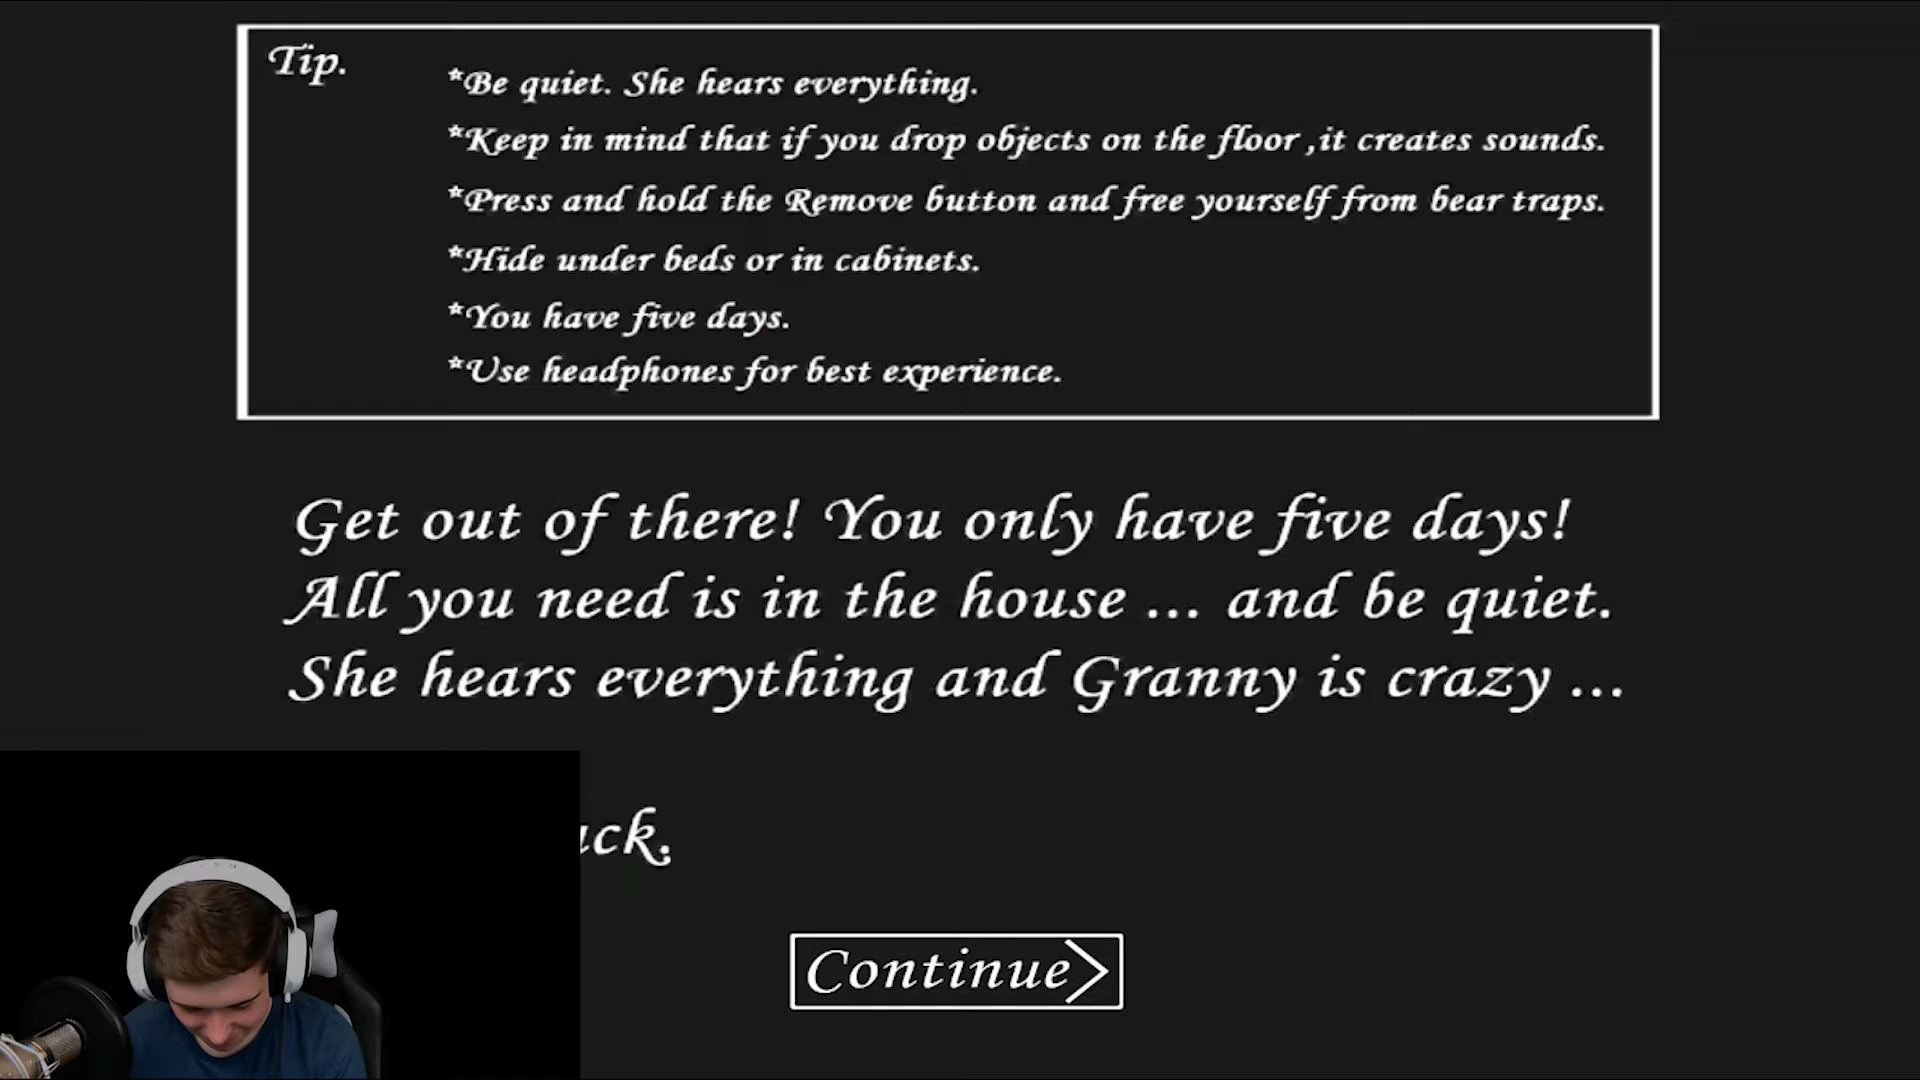 Tip.
*Be quiet. She hears everything.
*Keep in mind that if you drop objects on the floor ,it creates sounds.
*Press and hold the Remove button and free yourself from bear traps.
*Hide under beds or in cabinets.
*You have five days.
*Use headphones for best experience.
Get out of there! You only have five days!
All you need is in the house ... and be quiet.
She hears everything and Granny is crazy ...
Continue>